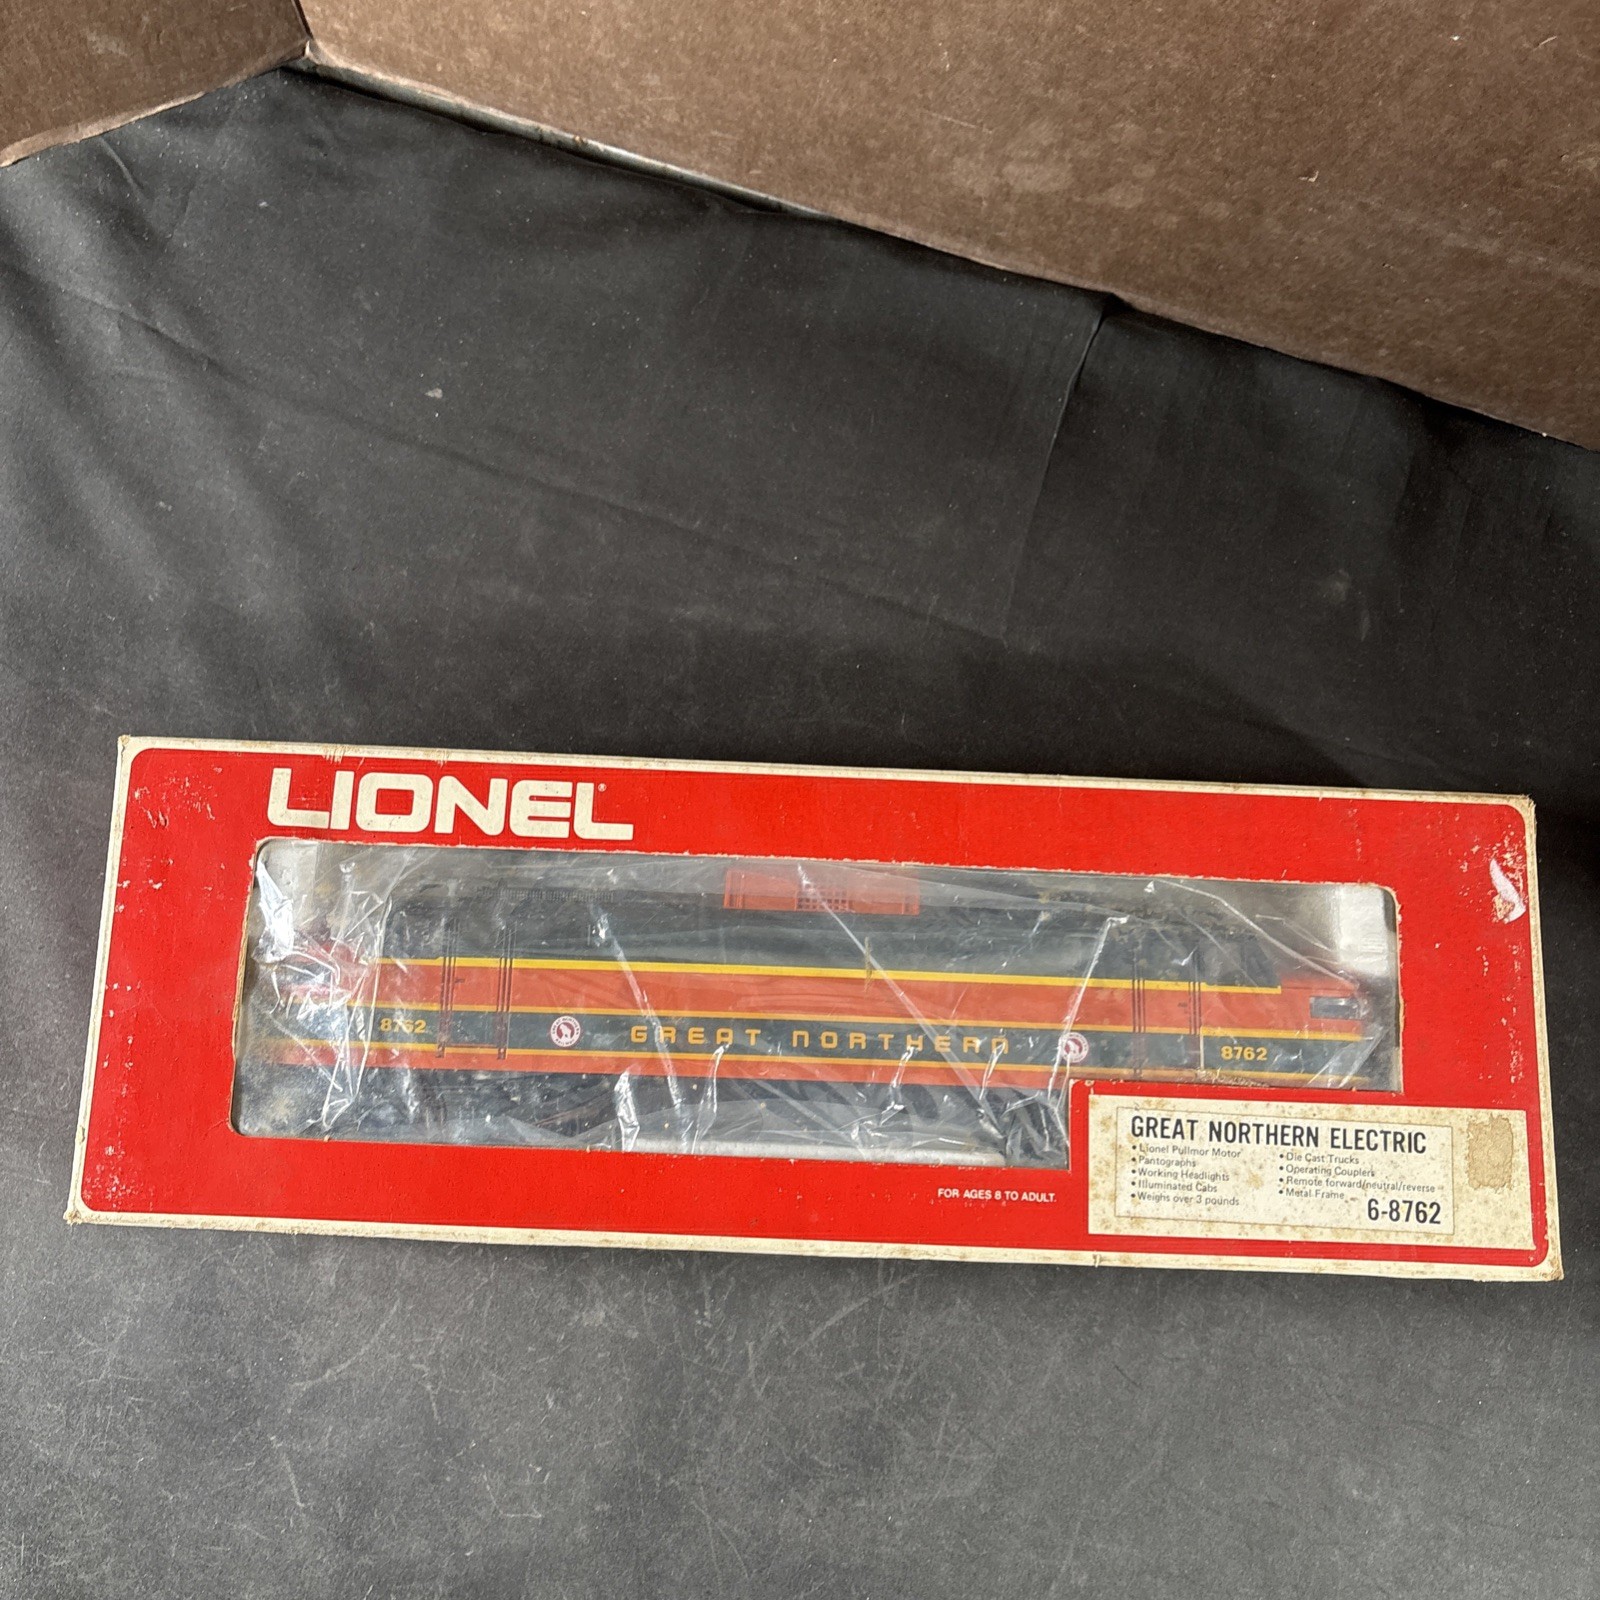 LIONEL®
8762
GREAT NORTHERN
8762
GREAT NORTHERN ELECTRIC
• Lionel Pullmor Motor
• Pantographs
• Working Headlights
• Illuminated Cabs
• Weighs over 3 pounds
• Die Cast Trucks
• Operating Couplers
• Remote forward/neutral/reverse
• Metal Frame
6-8762
FOR AGES 8 TO ADULT.